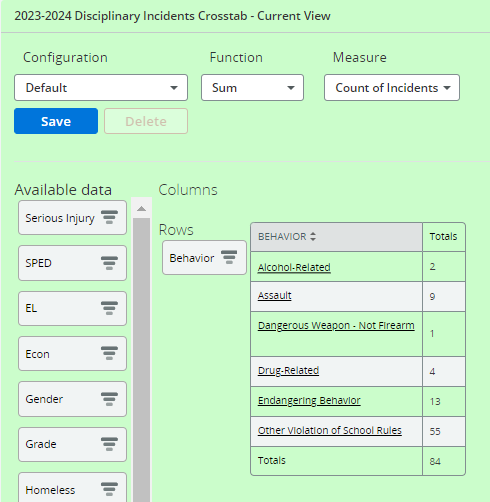 2023-2024 Disciplinary Incidents Crosstab - Current View
Configuration Function Measure
Default Sum Count of Incidents
Save Delete
Available data Columns
Serious Injury
SPED
EL
Econ
Gender
Grade
Homeless
Rows
Behavior
BEHAVIOR Totals
Alcohol-Related 2
Assault 9
Dangerous Weapon - Not Firearm 1
Drug-Related 4
Endangering Behavior 13
Other Violation of School Rules 55
Totals 84